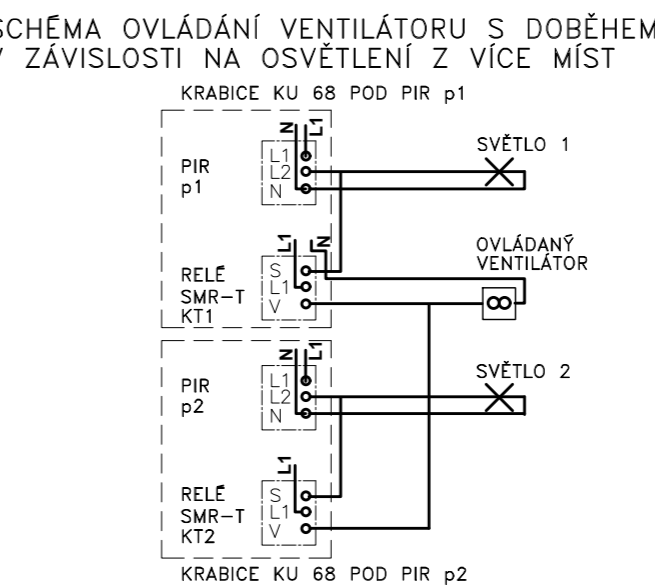 SCHÉMA OVLÁDÁNÍ VENTILÁTORU S DOBĚHEM
V ZÁVISLOSTI NA OSVĚTLENÍ Z VÍCE MÍST
KRABICE KU 68 POD PIR p1
N L1
PIR
p1
L1
L2
N
SVĚTLO 1
L1 N
RELÉ
SMR-T
KT1
S
L1
V
OVLÁDANÝ
VENTILÁTOR
N L1
PIR
p2
L1
L2
N
SVĚTLO 2
L1
RELÉ
SMR-T
KT2
S
L1
V
KRABICE KU 68 POD PIR p2